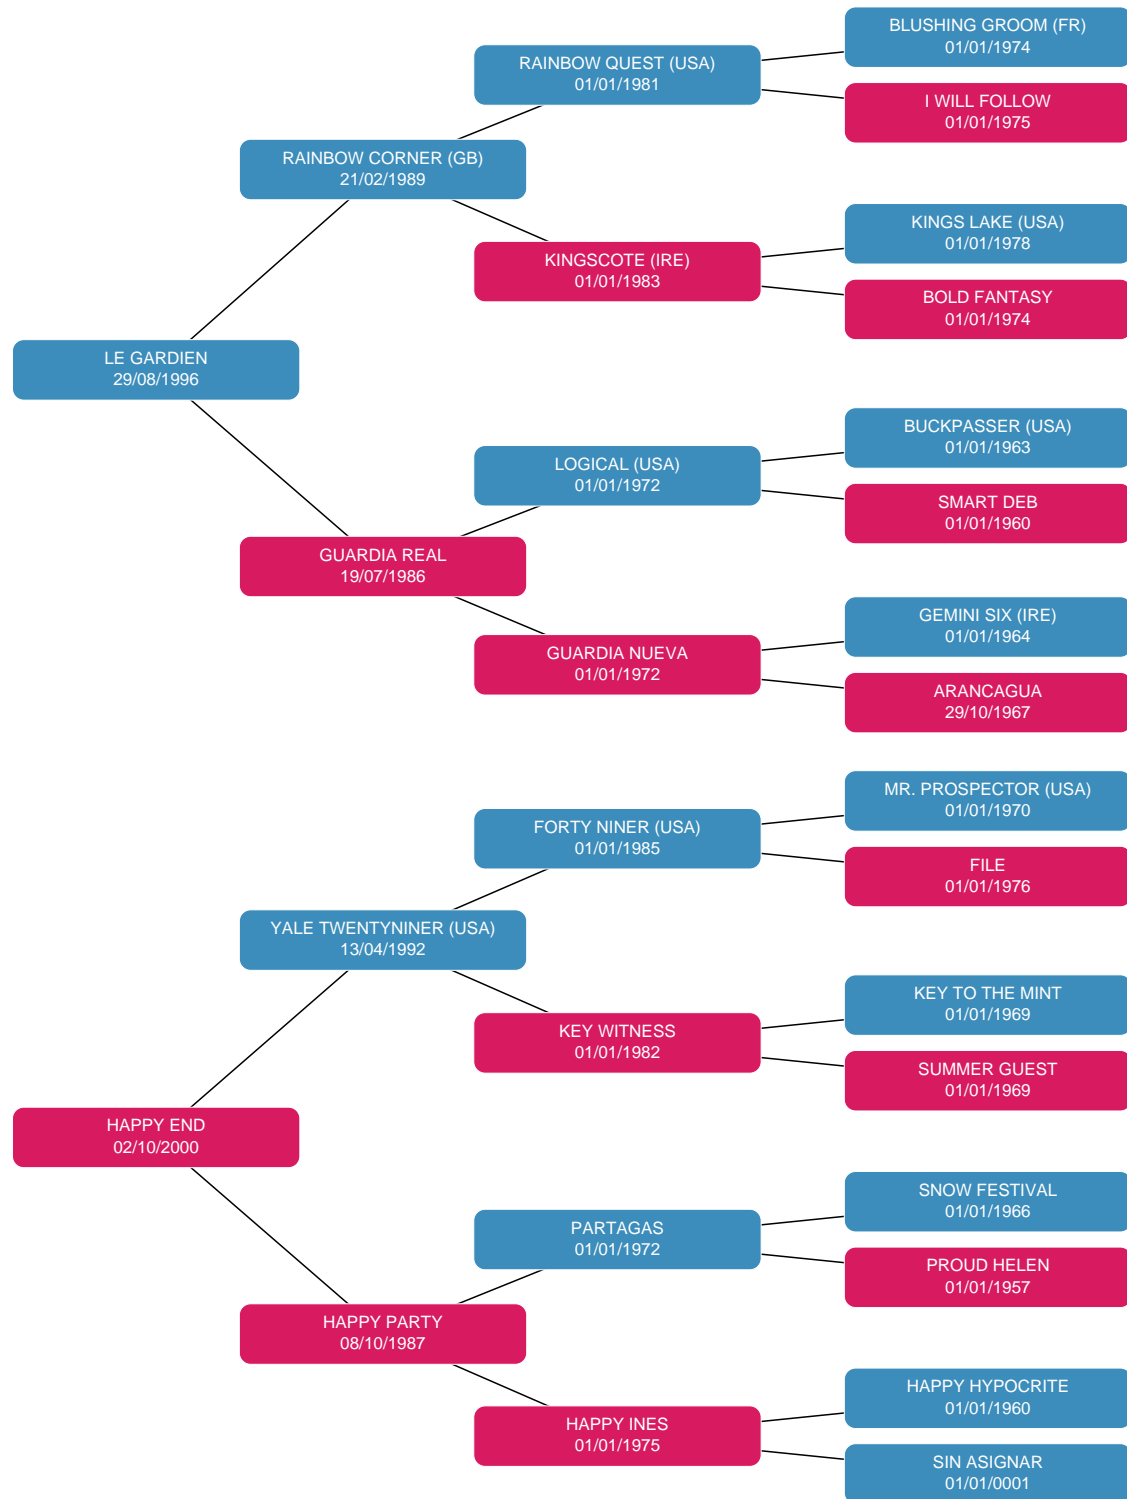 BLUSHING GROOM (FR)
01/01/1974
RAINBOW QUEST (USA)
01/01/1981
I WILL FOLLOW
01/01/1975
RAINBOW CORNER (GB)
21/02/1989
KINGS LAKE (USA)
01/01/1978
KINGSCOTE (IRE)
01/01/1983
BOLD FANTASY
01/01/1974
LE GARDIEN
29/08/1996
BUCKPASSER (USA)
01/01/1963
LOGICAL (USA)
01/01/1972
SMART DEB
01/01/1960
GUARDIA REAL
19/07/1986
GEMINI SIX (IRE)
01/01/1964
GUARDIA NUEVA
01/01/1972
ARANCAGUA
29/10/1967
MR. PROSPECTOR (USA)
01/01/1970
FORTY NINER (USA)
01/01/1985
FILE
01/01/1976
YALE TWENTYNINER (USA)
13/04/1992
KEY TO THE MINT
01/01/1969
KEY WITNESS
01/01/1982
SUMMER GUEST
01/01/1969
HAPPY END
02/10/2000
SNOW FESTIVAL
01/01/1966
PARTAGAS
01/01/1972
PROUD HELEN
01/01/1957
HAPPY PARTY
08/10/1987
HAPPY HYPOCRITE
01/01/1960
HAPPY INES
01/01/1975
SIN ASIGNAR
01/01/0001